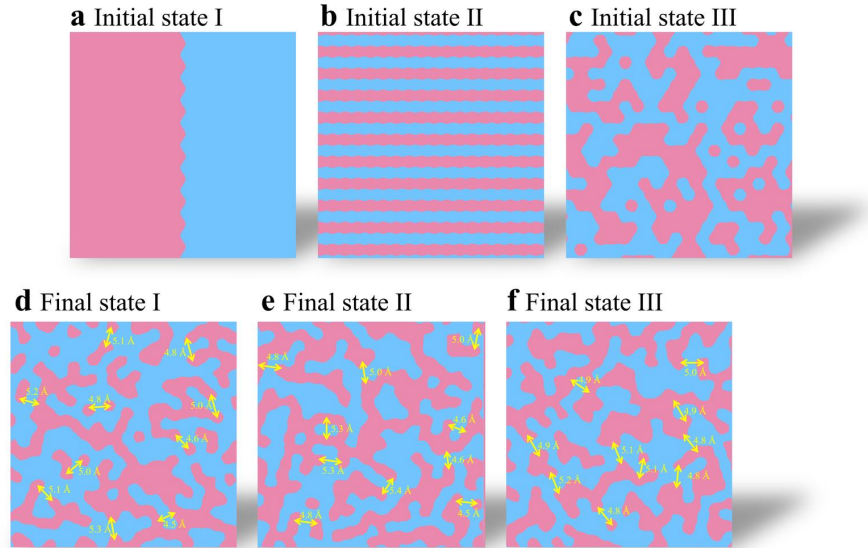 a Initial state I
b Initial state II
c Initial state III
d Final state I
5.1 Å
4.8 Å
5.2 Å
4.8 Å
5.0 Å
4.6 Å
5.0 Å
5.1 Å
4.5 Å
5.3 Å
e Final state II
5.0 Å
4.8 Å
5.0 Å
4.6 Å
5.3 Å
4.6 Å
5.3 Å
5.4 Å
4.5 Å
4.8 Å
f Final state III
5.0 Å
4.9 Å
4.9 Å
4.9 Å
4.8 Å
5.1 Å
5.1 Å
4.8 Å
5.2 Å
4.8 Å